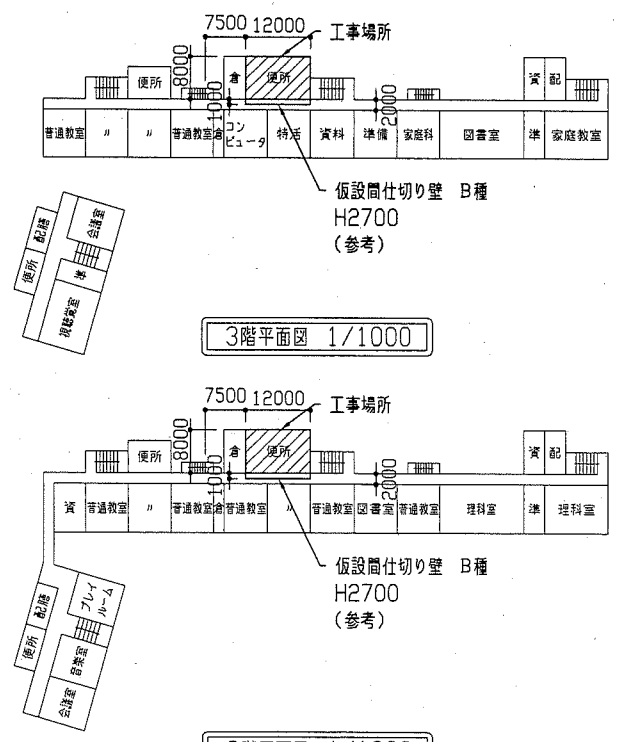 7500 12000
工事場所
8000
便所
倉
便所
資
配
1000
2000
普通教室
〃
〃
普通教室
倉
コン
ピュータ
特活
資料
準備
家庭科
図書室
準
家庭教室
仮設間仕切り壁 B種
H2700
(参考)
配膳
便所
会議室
準
視聴覚室
3階平面図 1/1000
7500 12000
工事場所
8000
便所
倉
便所
資
配
1000
2000
資
普通教室
〃
普通教室
倉
普通教室
〃
普通教室
図書室
普通教室
理科室
準
理科室
仮設間仕切り壁 B種
H2700
(参考)
配膳
便所
プレイ
ルーム
音楽室
会議室